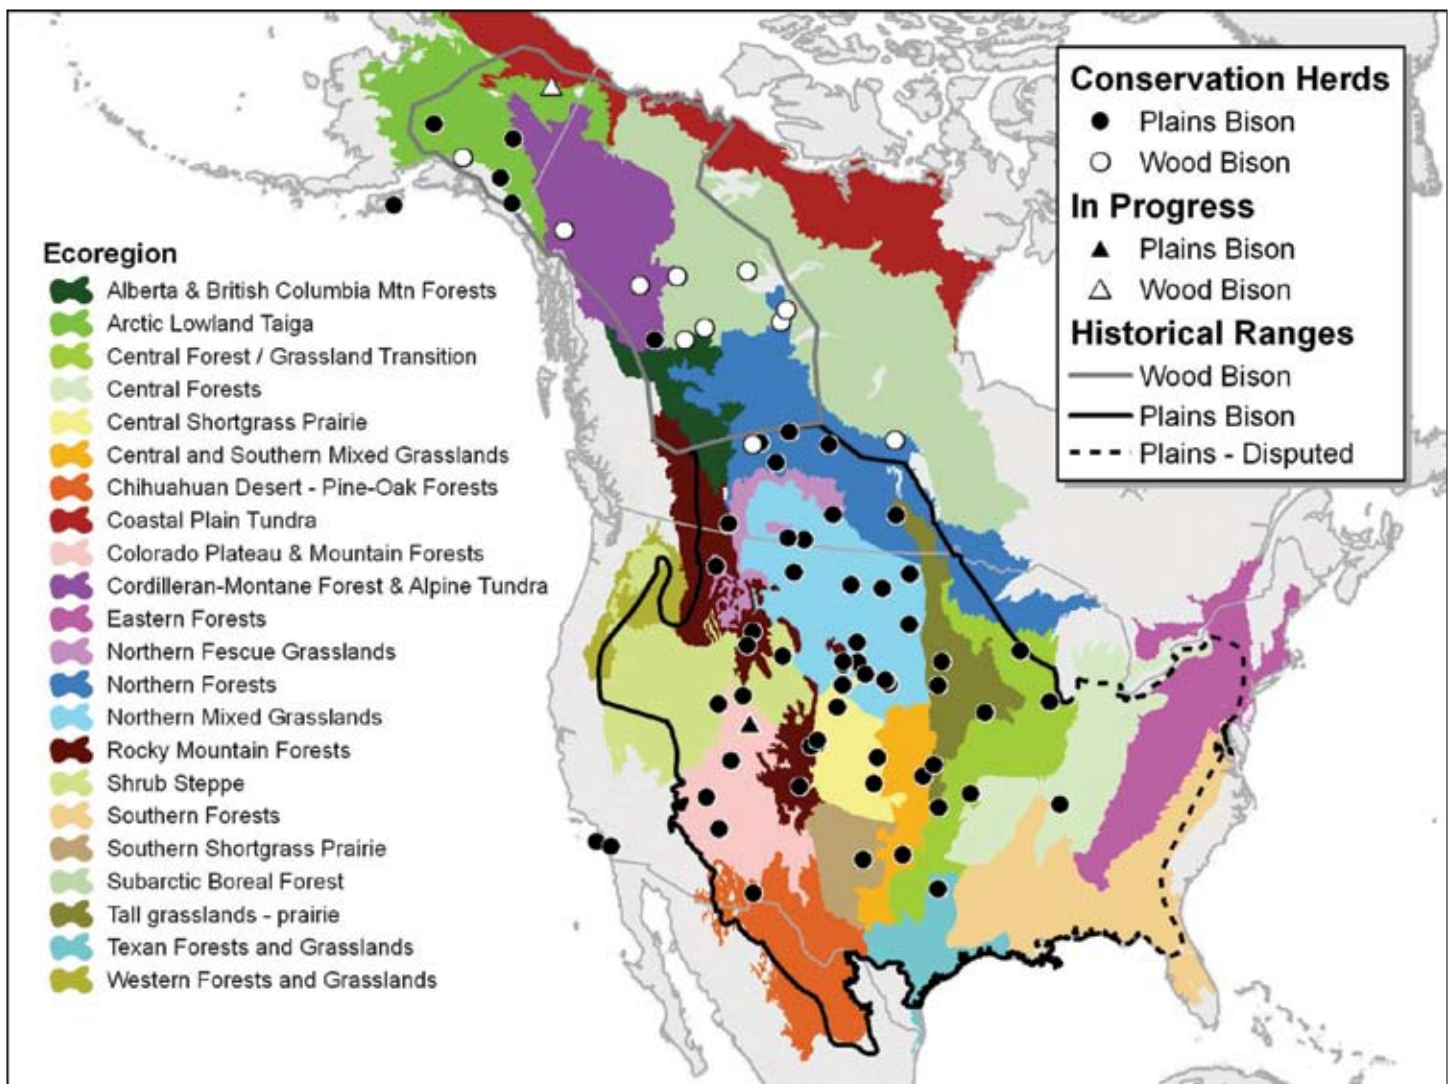 Conservation Herds
Plains Bison
Wood Bison
In Progress
Plains Bison
Wood Bison
Historical Ranges
Wood Bison
Plains Bison
Plains - Disputed
Ecoregion
Alberta & British Columbia Mtn Forests
Arctic Lowland Taiga
Central Forest / Grassland Transition
Central Forests
Central Shortgrass Prairie
Central and Southern Mixed Grasslands
Chihuahuan Desert - Pine-Oak Forests
Coastal Plain Tundra
Colorado Plateau & Mountain Forests
Cordilleran-Montane Forest & Alpine Tundra
Eastern Forests
Northern Fescue Grasslands
Northern Forests
Northern Mixed Grasslands
Rocky Mountain Forests
Shrub Steppe
Southern Forests
Southern Shortgrass Prairie
Subarctic Boreal Forest
Tall grasslands - prairie
Texan Forests and Grasslands
Western Forests and Grasslands